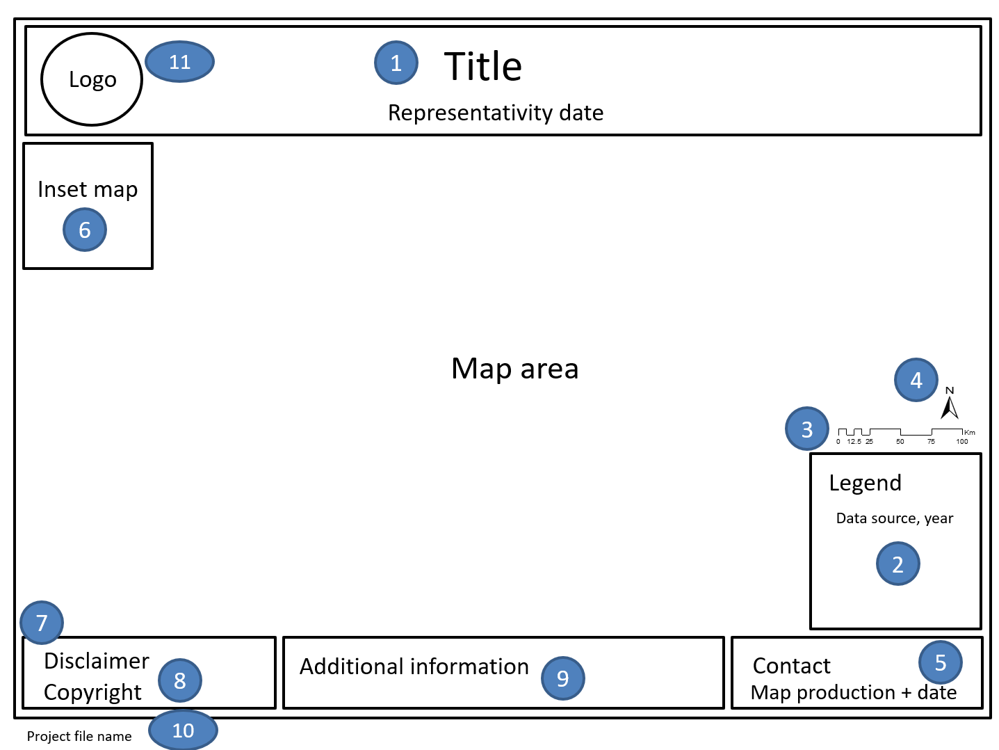 Logo
11
1
Title
Representativity date
Inset map
6
Map area
4
N
3
Km
0 12.5 25 50 75 100
Legend
Data source, year
2
7
Disclaimer
Copyright
8
Additional information
9
Contact
5
Map production + date
Project file name
10